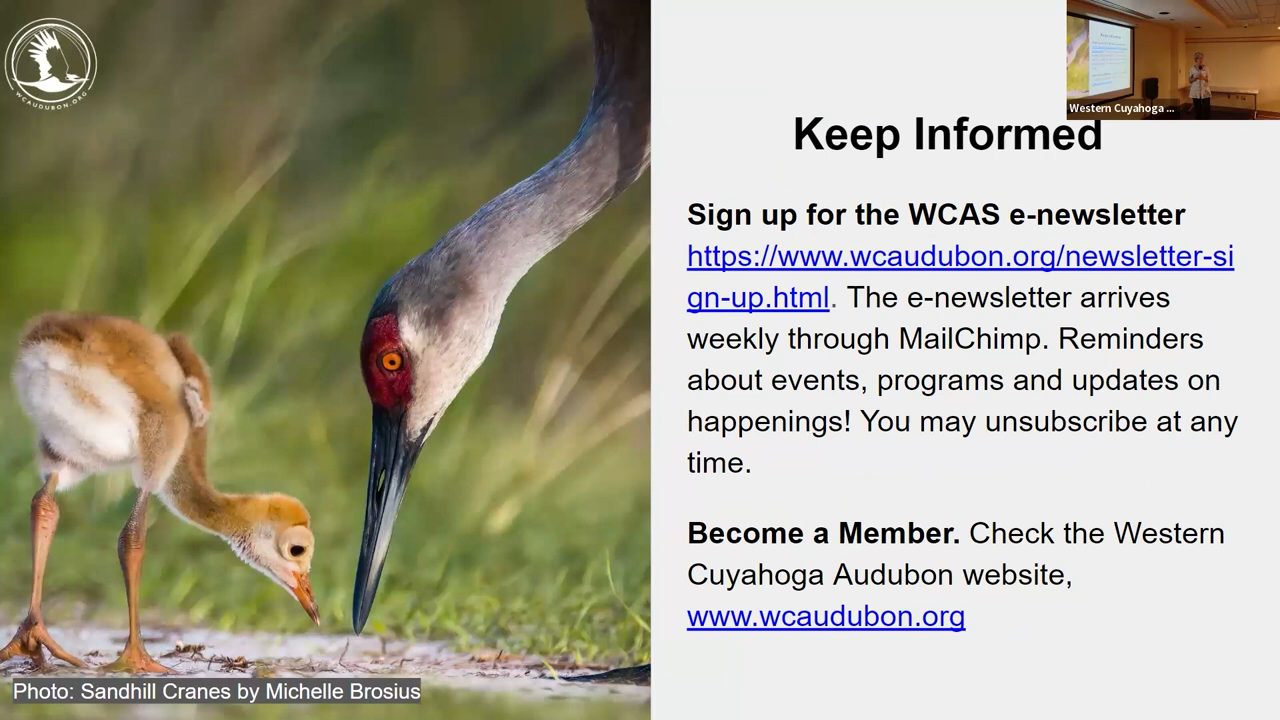 WCAUDUBON.ORG
Western Cuyahoga ...
Keep Informed
Sign up for the WCAS e-newsletter
https://www.wcaudubon.org/newsletter-si
gn-up.html. The e-newsletter arrives
weekly through MailChimp. Reminders
about events, programs and updates on
happenings! You may unsubscribe at any
time.
Become a Member. Check the Western
Cuyahoga Audubon website,
www.wcaudubon.org
Photo: Sandhill Cranes by Michelle Brosius